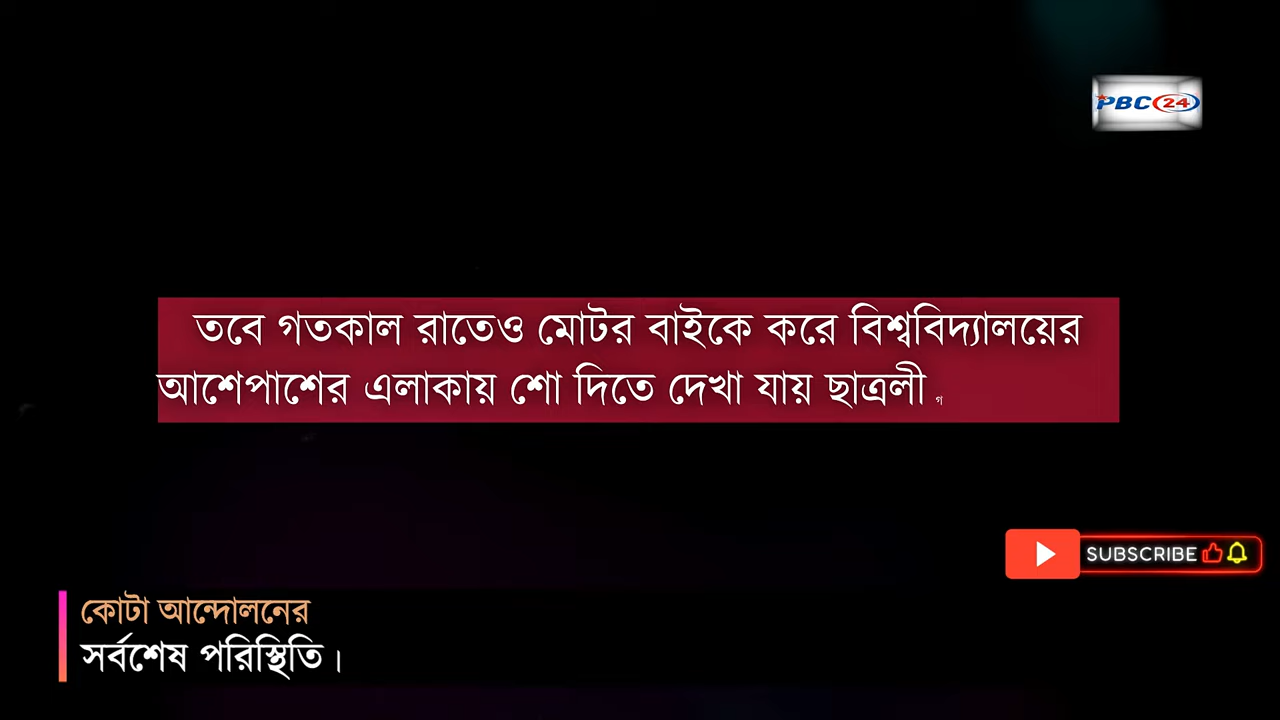 PBC 24
তবে গতকাল রাতেও মোটর বাইকে করে বিশ্ববিদ্যালয়ের
আশেপাশের এলাকায় শো দিতে দেখা যায় ছাত্রলীগ
SUBSCRIBE
কোটা আন্দোলনের
সর্বশেষ পরিস্থিতি।